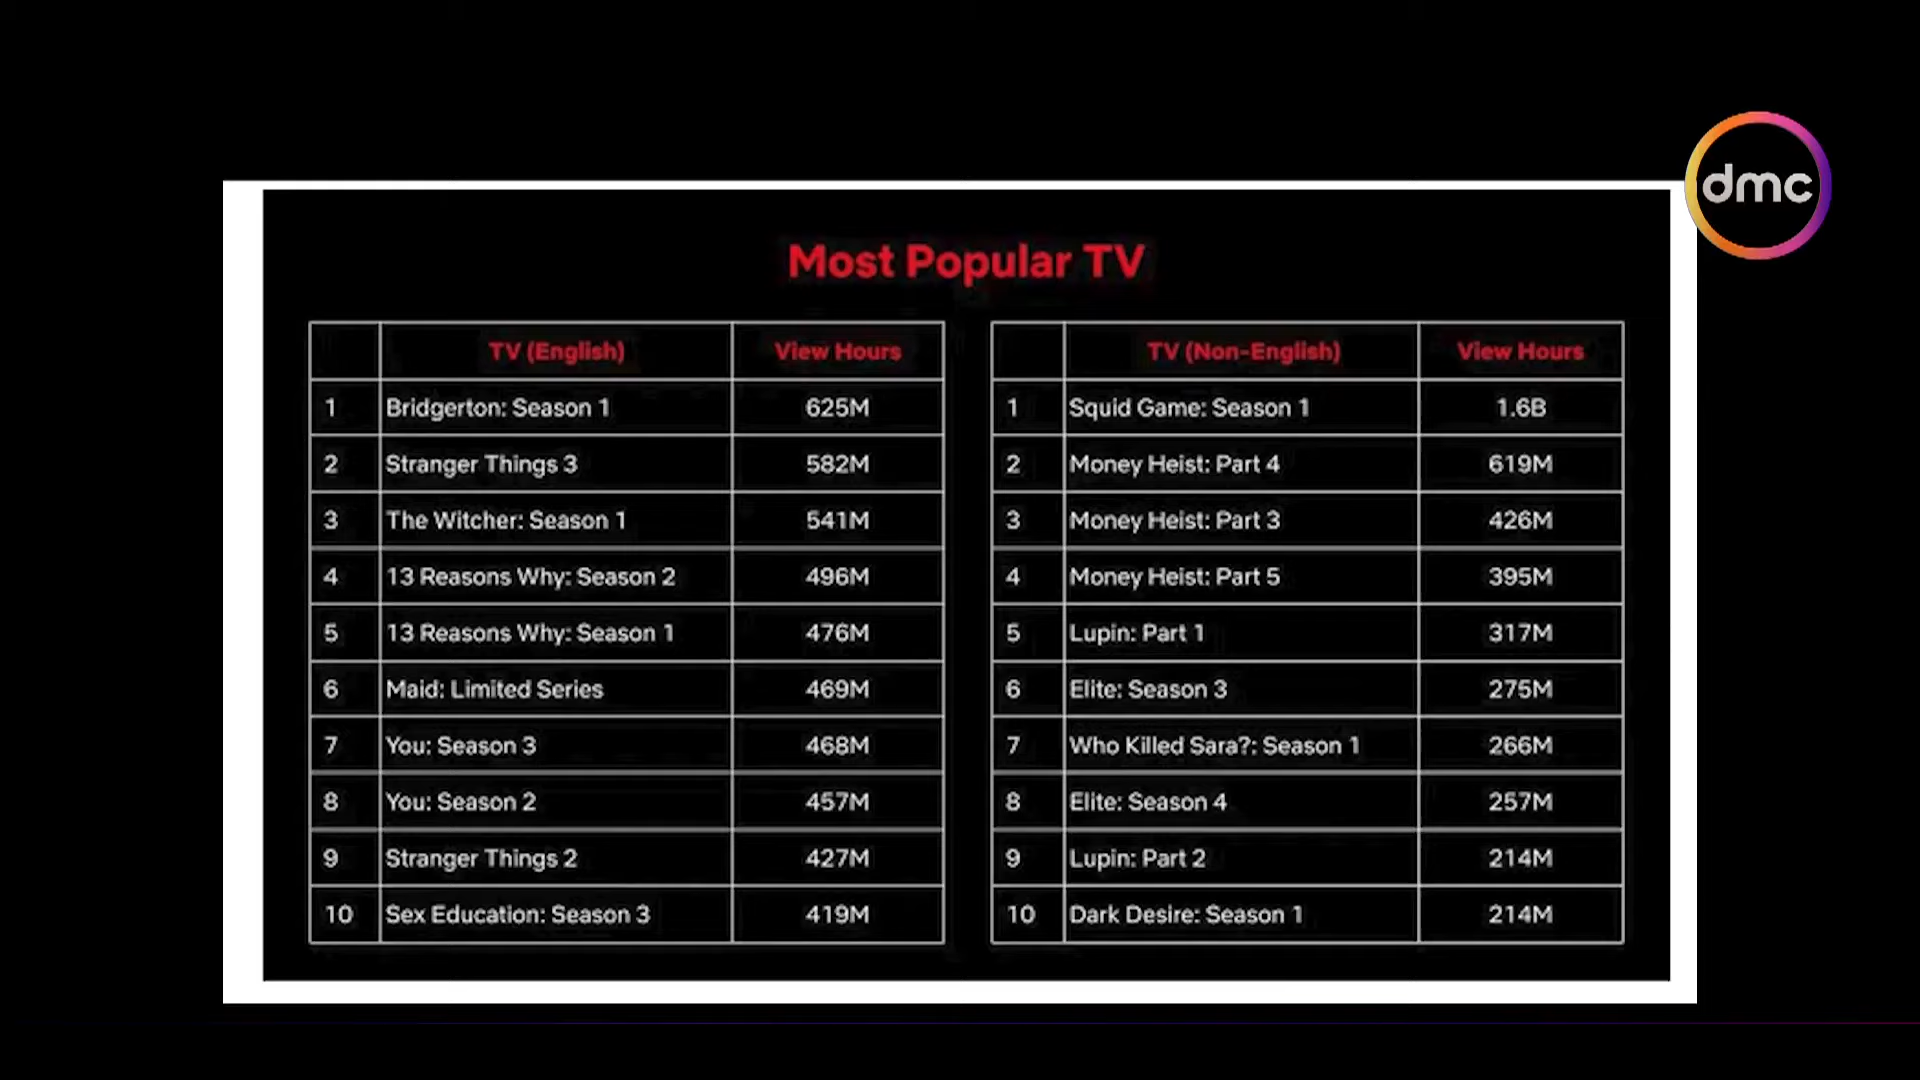 dmc
Most Popular TV
TV (English) View Hours
1 Bridgerton: Season 1 625M
2 Stranger Things 3 582M
3 The Witcher: Season 1 541M
4 13 Reasons Why: Season 2 496M
5 13 Reasons Why: Season 1 476M
6 Maid: Limited Series 469M
7 You: Season 3 468M
8 You: Season 2 457M
9 Stranger Things 2 427M
10 Sex Education: Season 3 419M
TV (Non-English) View Hours
1 Squid Game: Season 1 1.6B
2 Money Heist: Part 4 619M
3 Money Heist: Part 3 426M
4 Money Heist: Part 5 395M
5 Lupin: Part 1 317M
6 Elite: Season 3 275M
7 Who Killed Sara?: Season 1 266M
8 Elite: Season 4 257M
9 Lupin: Part 2 214M
10 Dark Desire: Season 1 214M